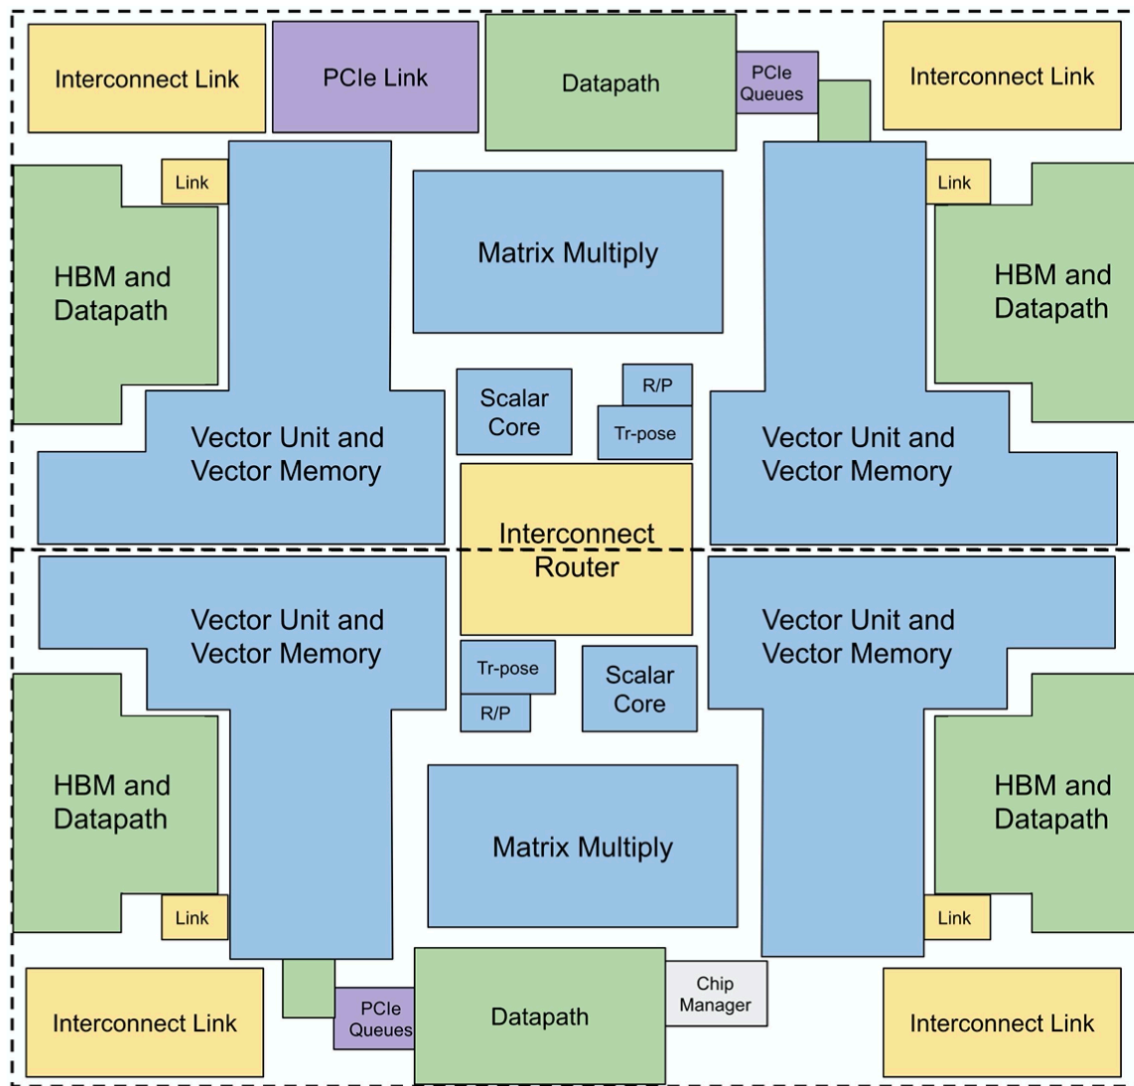 Interconnect Link
PCIe Link
Datapath
PCIe
Queues
Interconnect Link
Link
Link
Matrix Multiply
HBM and
Datapath
HBM and
Datapath
Scalar
Core
R/P
Tr-pose
Vector Unit and
Vector Memory
Vector Unit and
Vector Memory
Interconnect
Router
Vector Unit and
Vector Memory
Vector Unit and
Vector Memory
Tr-pose
R/P
Scalar
Core
HBM and
Datapath
HBM and
Datapath
Matrix Multiply
Link
Link
Interconnect Link
PCIe
Queues
Datapath
Chip
Manager
Interconnect Link